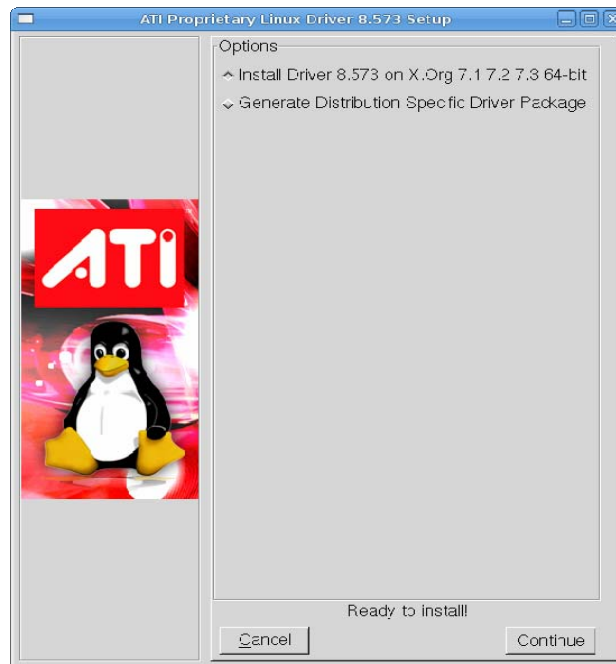 ATI Proprietary Linux Driver 8.573 Setup
Options
Install Driver 8.573 on X.Org 7.1 7.2 7.3 64-bit
Generate Distribution Specific Driver Package
ATI
Ready to install!
Cancel
Continue